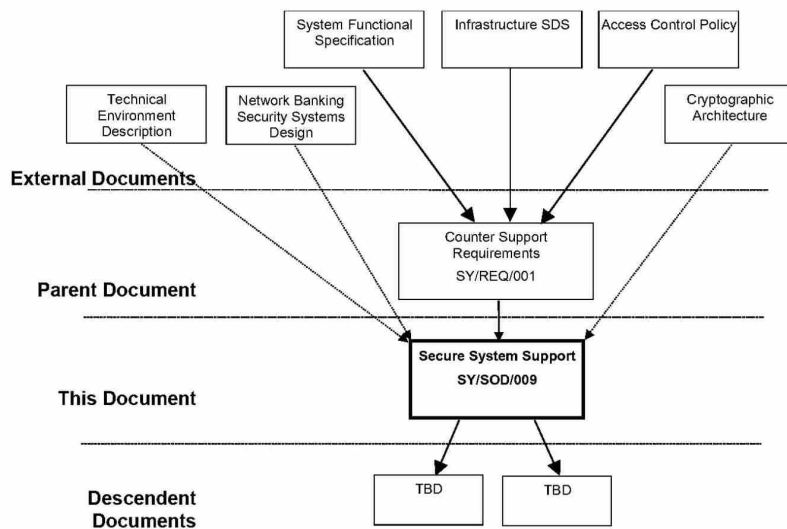 System Functional
Specification
Infrastructure SDS
Access Control Policy
Technical
Environment
Description
Network Banking
Security Systems
Design
Cryptographic
Architecture
External Documents
Counter Support
Requirements
SY/REQ/001
Parent Document
Secure System Support
SY/SOD/009
This Document
TBD
TBD
Descendent
Documents